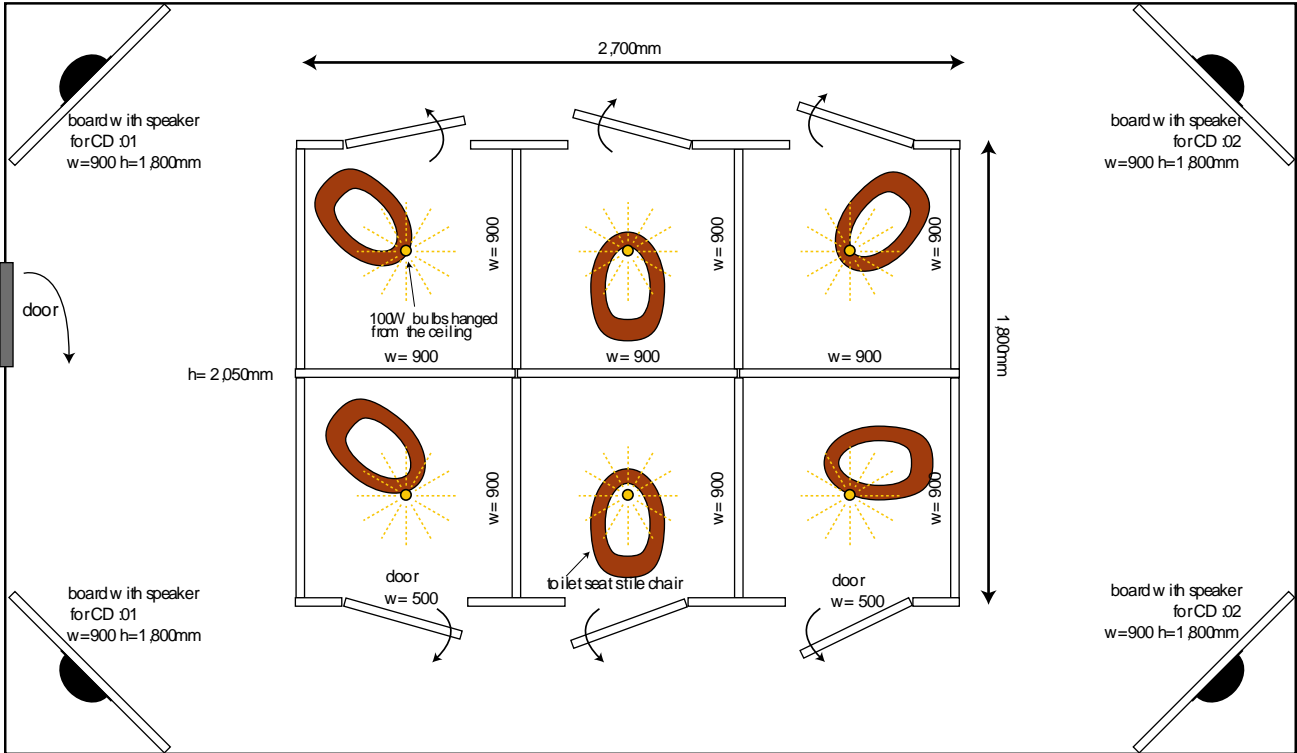 2,700mm
board with speaker
for CD :01
w=900 h=1,800mm
board with speaker
for CD :02
w=900 h=1,800mm
w= 900
w= 900
w= 900
door
100W bulbs hanged
from the ceiling
w= 900
w= 900
w= 900
1,800mm
h= 2,050mm
w= 900
w= 900
w= 900
door
w= 500
toilet seat stile chair
door
w= 500
board with speaker
for CD :01
w=900 h=1,800mm
board with speaker
for CD :02
w=900 h=1,800mm